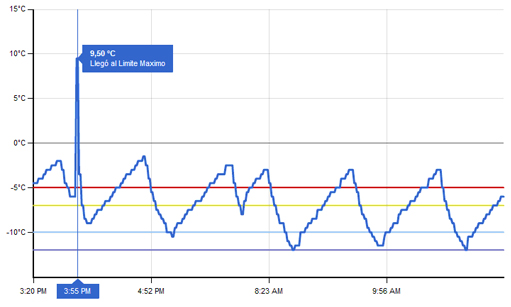 15°C
10°C
5°C
0°C
-5°C
-10°C
9,50 ºC
Llegó al Limite Maximo
3:20 PM
3:55 PM
4:52 PM
8:23 AM
9:56 AM